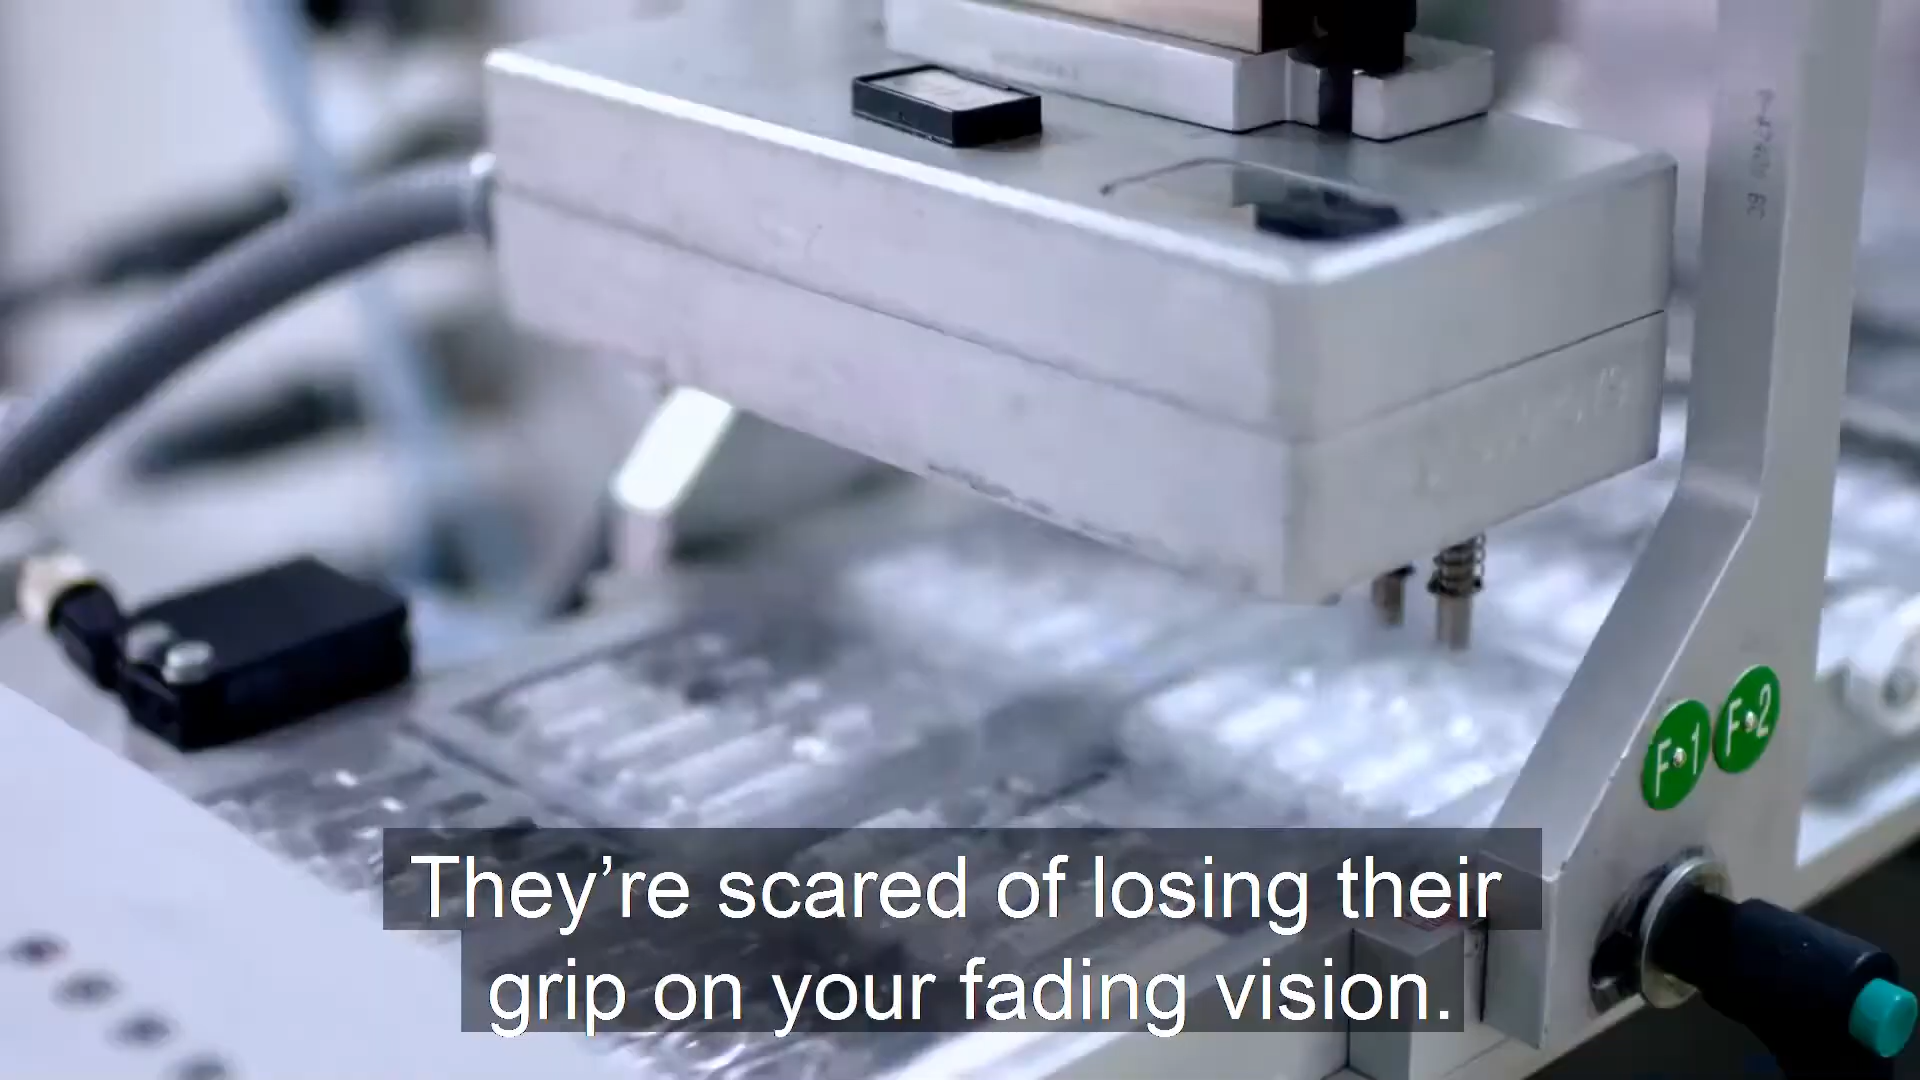 F·1 F·2
They’re scared of losing their
grip on your fading vision.